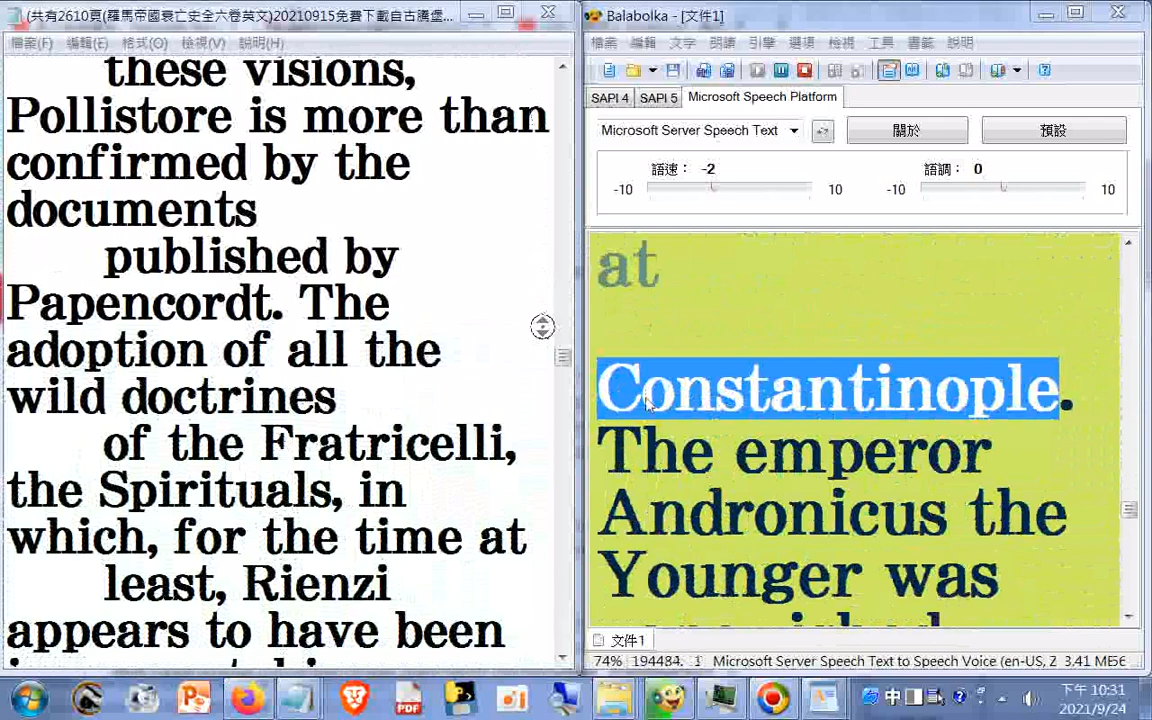 (共有2610頁(羅馬帝國衰亡史全六卷英文)20210915免費下載自古騰堡...
檔案(F) 編輯(E) 格式(O) 檢視(V) 說明(H)
these visions,
Pollistore is more than
confirmed by the
documents
published by
Papencordt. The
adoption of all the
wild doctrines
of the Fratricelli,
the Spirituals, in
which, for the time at
least, Rienzi
appears to have been
Balabolka - [文件1]
檔案 編輯 文字 朗讀 引擎 選項 檢視 工具 書籤 說明
SAPI 4 SAPI 5 Microsoft Speech Platform
Microsoft Server Speech Text 關於 預設
語速： -2 語調： 0
-10 10 -10 10
at
Constantinople.
The emperor
Andronicus the
Younger was
文件1
74% 194484. 1 Microsoft Server Speech Text to Speech Voice (en-US, 2 3,41 МБ
PDF
中
下午 10:31
2021/9/24